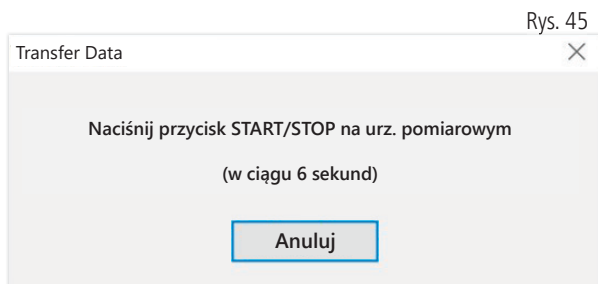 Rys. 45
Transfer Data
Naciśnij przycisk START/STOP na urz. pomiarowym
(w ciągu 6 sekund)
Anuluj